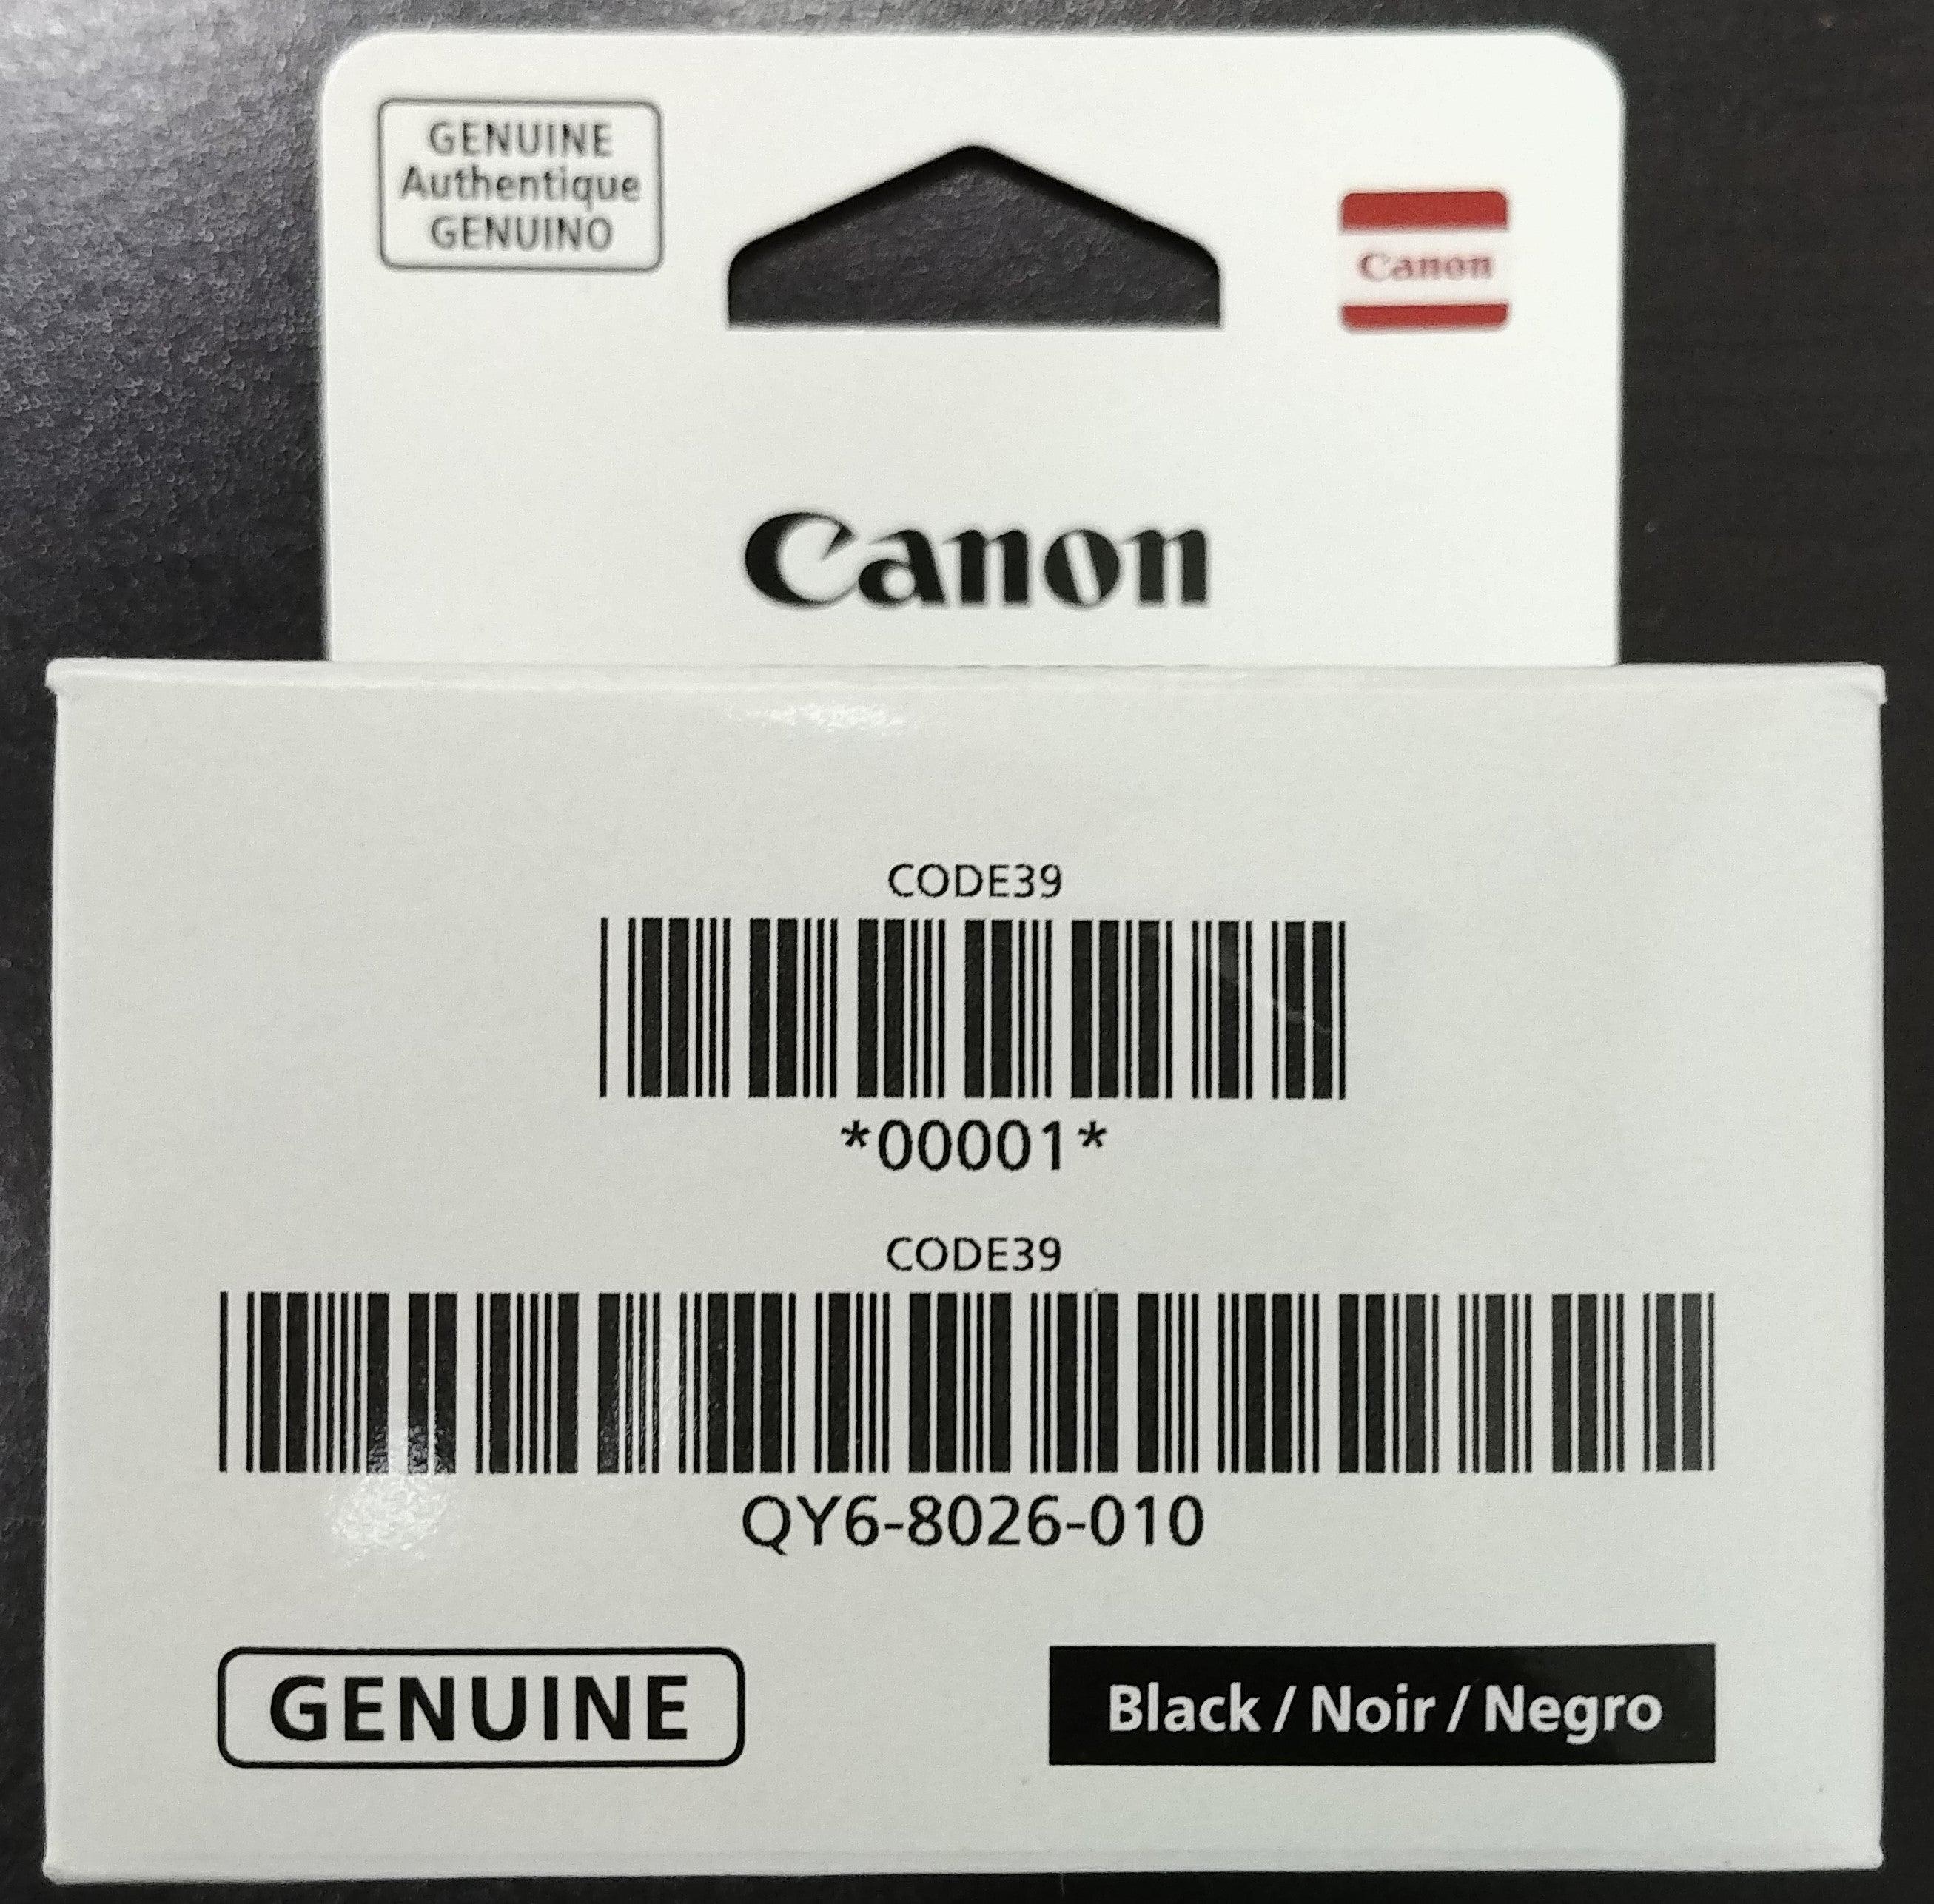 GENUINE
Authentique
GENUINO
Canon
Canon
CODE39
*00001*
CODE39
QY6-8026-010
GENUINE
Black / Noir / Negro